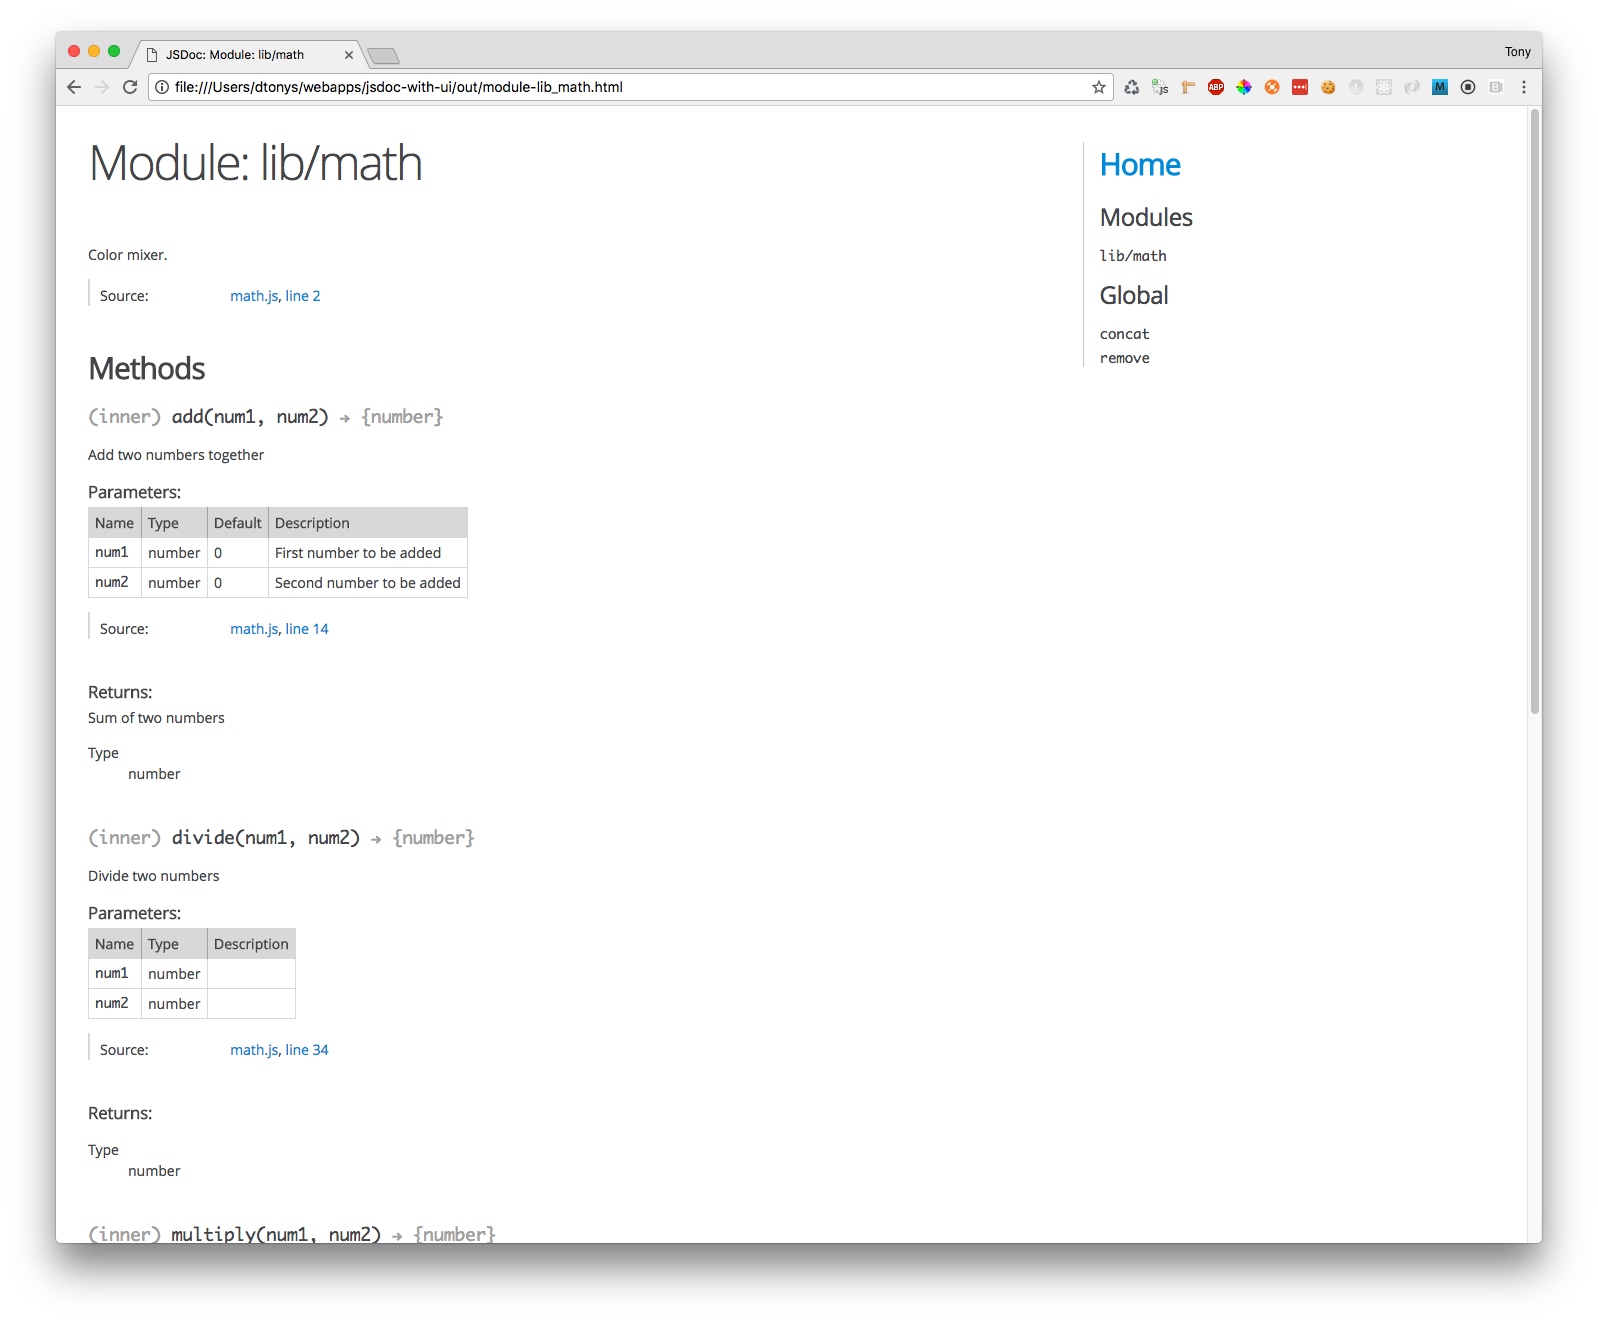 JSDoc: Module: lib/math
Tony
file:///Users/dtonys/webapps/jsdoc-with-ui/out/module-lib_math.html
js
ABP
M
Module: lib/math
Color mixer.
Source: math.js, line 2
Methods
(inner) add(num1, num2) → {number}
Add two numbers together
Parameters:
Name Type Default Description
num1 number 0 First number to be added
num2 number 0 Second number to be added
Source: math.js, line 14
Returns:
Sum of two numbers
Type
number
(inner) divide(num1, num2) → {number}
Divide two numbers
Parameters:
Name Type Description
num1 number
num2 number
Source: math.js, line 34
Returns:
Type
number
(inner) multiply(num1, num2) → {number}
Home
Modules
lib/math
Global
concat
remove